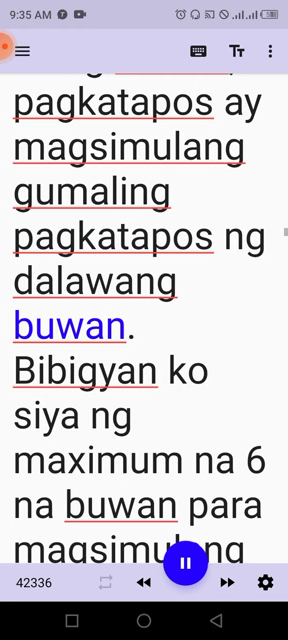 9:35 AM
pagkatapos ay
magsimulang
gumaling
pagkatapos ng
dalawang
buwan.
Bibigyan ko
siya ng
maximum na 6
na buwan para
42336